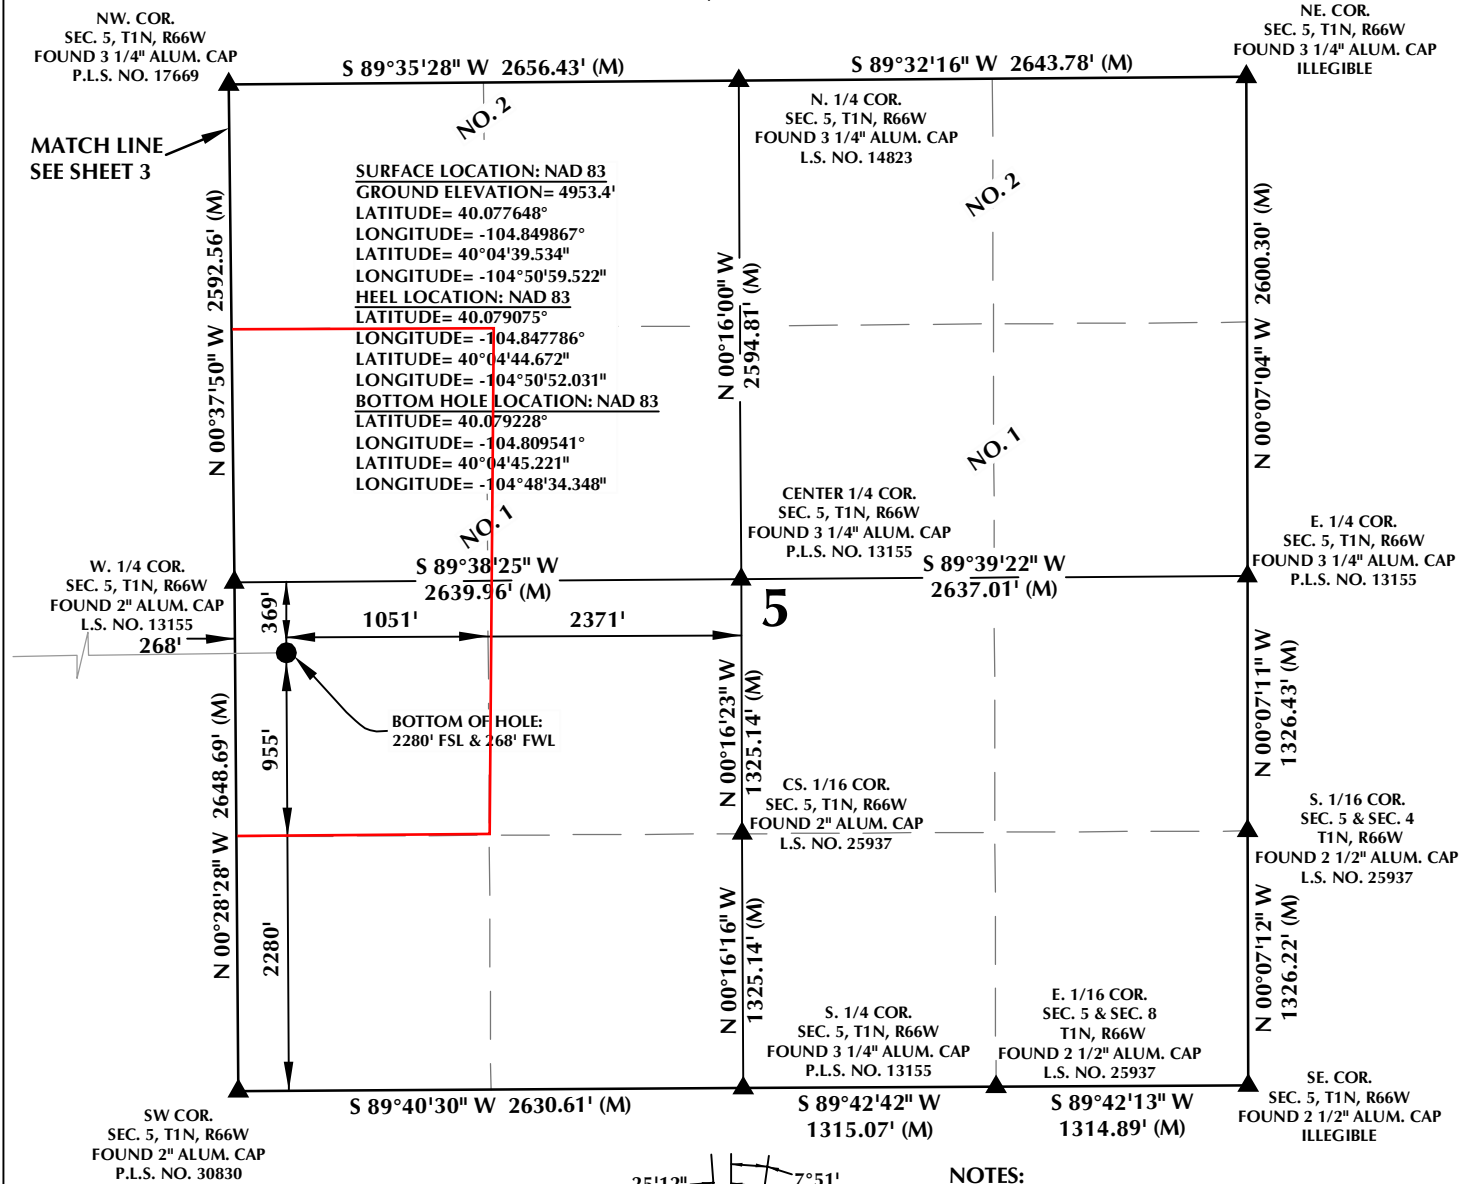 NW. COR.
SEC. 5, T1N, R66W
FOUND 3 1/4" ALUM. CAP
P.L.S. NO. 17669
S 89°35'28" W 2656.43' (M)
S 89°32'16" W 2643.78' (M)
NE. COR.
SEC. 5, T1N, R66W
FOUND 3 1/4" ALUM. CAP
ILLEGIBLE
N. 1/4 COR.
SEC. 5, T1N, R66W
FOUND 3 1/4" ALUM. CAP
L.S. NO. 14823
MATCH LINE
SEE SHEET 3
NO. 2
NO. 2
SURFACE LOCATION: NAD 83
GROUND ELEVATION= 4953.4'
LATITUDE= 40.077648°
LONGITUDE= -104.849867°
LATITUDE= 40°04'39.534"
LONGITUDE= -104°50'59.522"
HEEL LOCATION: NAD 83
LATITUDE= 40.079075°
LONGITUDE= -104.847786°
LATITUDE= 40°04'44.672"
LONGITUDE= -104°50'52.031"
BOTTOM HOLE LOCATION: NAD 83
LATITUDE= 40.079228°
LONGITUDE= -104.809541°
LATITUDE= 40°04'45.221"
LONGITUDE= -104°48'34.348"
N 00°37'50" W 2592.56' (M)
N 00°16'00" W
2594.81' (M)
N 00°07'04" W 2600.30' (M)
NO. 1
NO. 1
CENTER 1/4 COR.
SEC. 5, T1N, R66W
FOUND 3 1/4" ALUM. CAP
P.L.S. NO. 13155
E. 1/4 COR.
SEC. 5, T1N, R66W
FOUND 3 1/4" ALUM. CAP
P.L.S. NO. 13155
W. 1/4 COR.
SEC. 5, T1N, R66W
FOUND 2" ALUM. CAP
L.S. NO. 13155
S 89°38'25" W
2639.96' (M)
S 89°39'22" W
2637.01' (M)
5
268'
369'
1051'
2371'
BOTTOM OF HOLE:
2280' FSL & 268' FWL
955'
2280'
N 00°28'28" W 2648.69' (M)
N 00°16'23" W
1325.14' (M)
N 00°07'11" W
1326.43' (M)
CS. 1/16 COR.
SEC. 5, T1N, R66W
FOUND 2" ALUM. CAP
L.S. NO. 25937
S. 1/16 COR.
SEC. 5 & SEC. 4
T1N, R66W
FOUND 2 1/2" ALUM. CAP
L.S. NO. 25937
N 00°16'16" W
1325.14' (M)
N 00°07'12" W
1326.22' (M)
S. 1/4 COR.
SEC. 5, T1N, R66W
FOUND 3 1/4" ALUM. CAP
P.L.S. NO. 13155
E. 1/16 COR.
SEC. 5 & SEC. 8
T1N, R66W
FOUND 2 1/2" ALUM. CAP
L.S. NO. 25937
SE. COR.
SEC. 5, T1N, R66W
FOUND 2 1/2" ALUM. CAP
ILLEGIBLE
SW COR.
SEC. 5, T1N, R66W
FOUND 2" ALUM. CAP
P.L.S. NO. 30830
S 89°40'30" W 2630.61' (M)
S 89°42'42" W
1315.07' (M)
S 89°42'13" W
1314.89' (M)
25'12"
7°51'
NOTES: